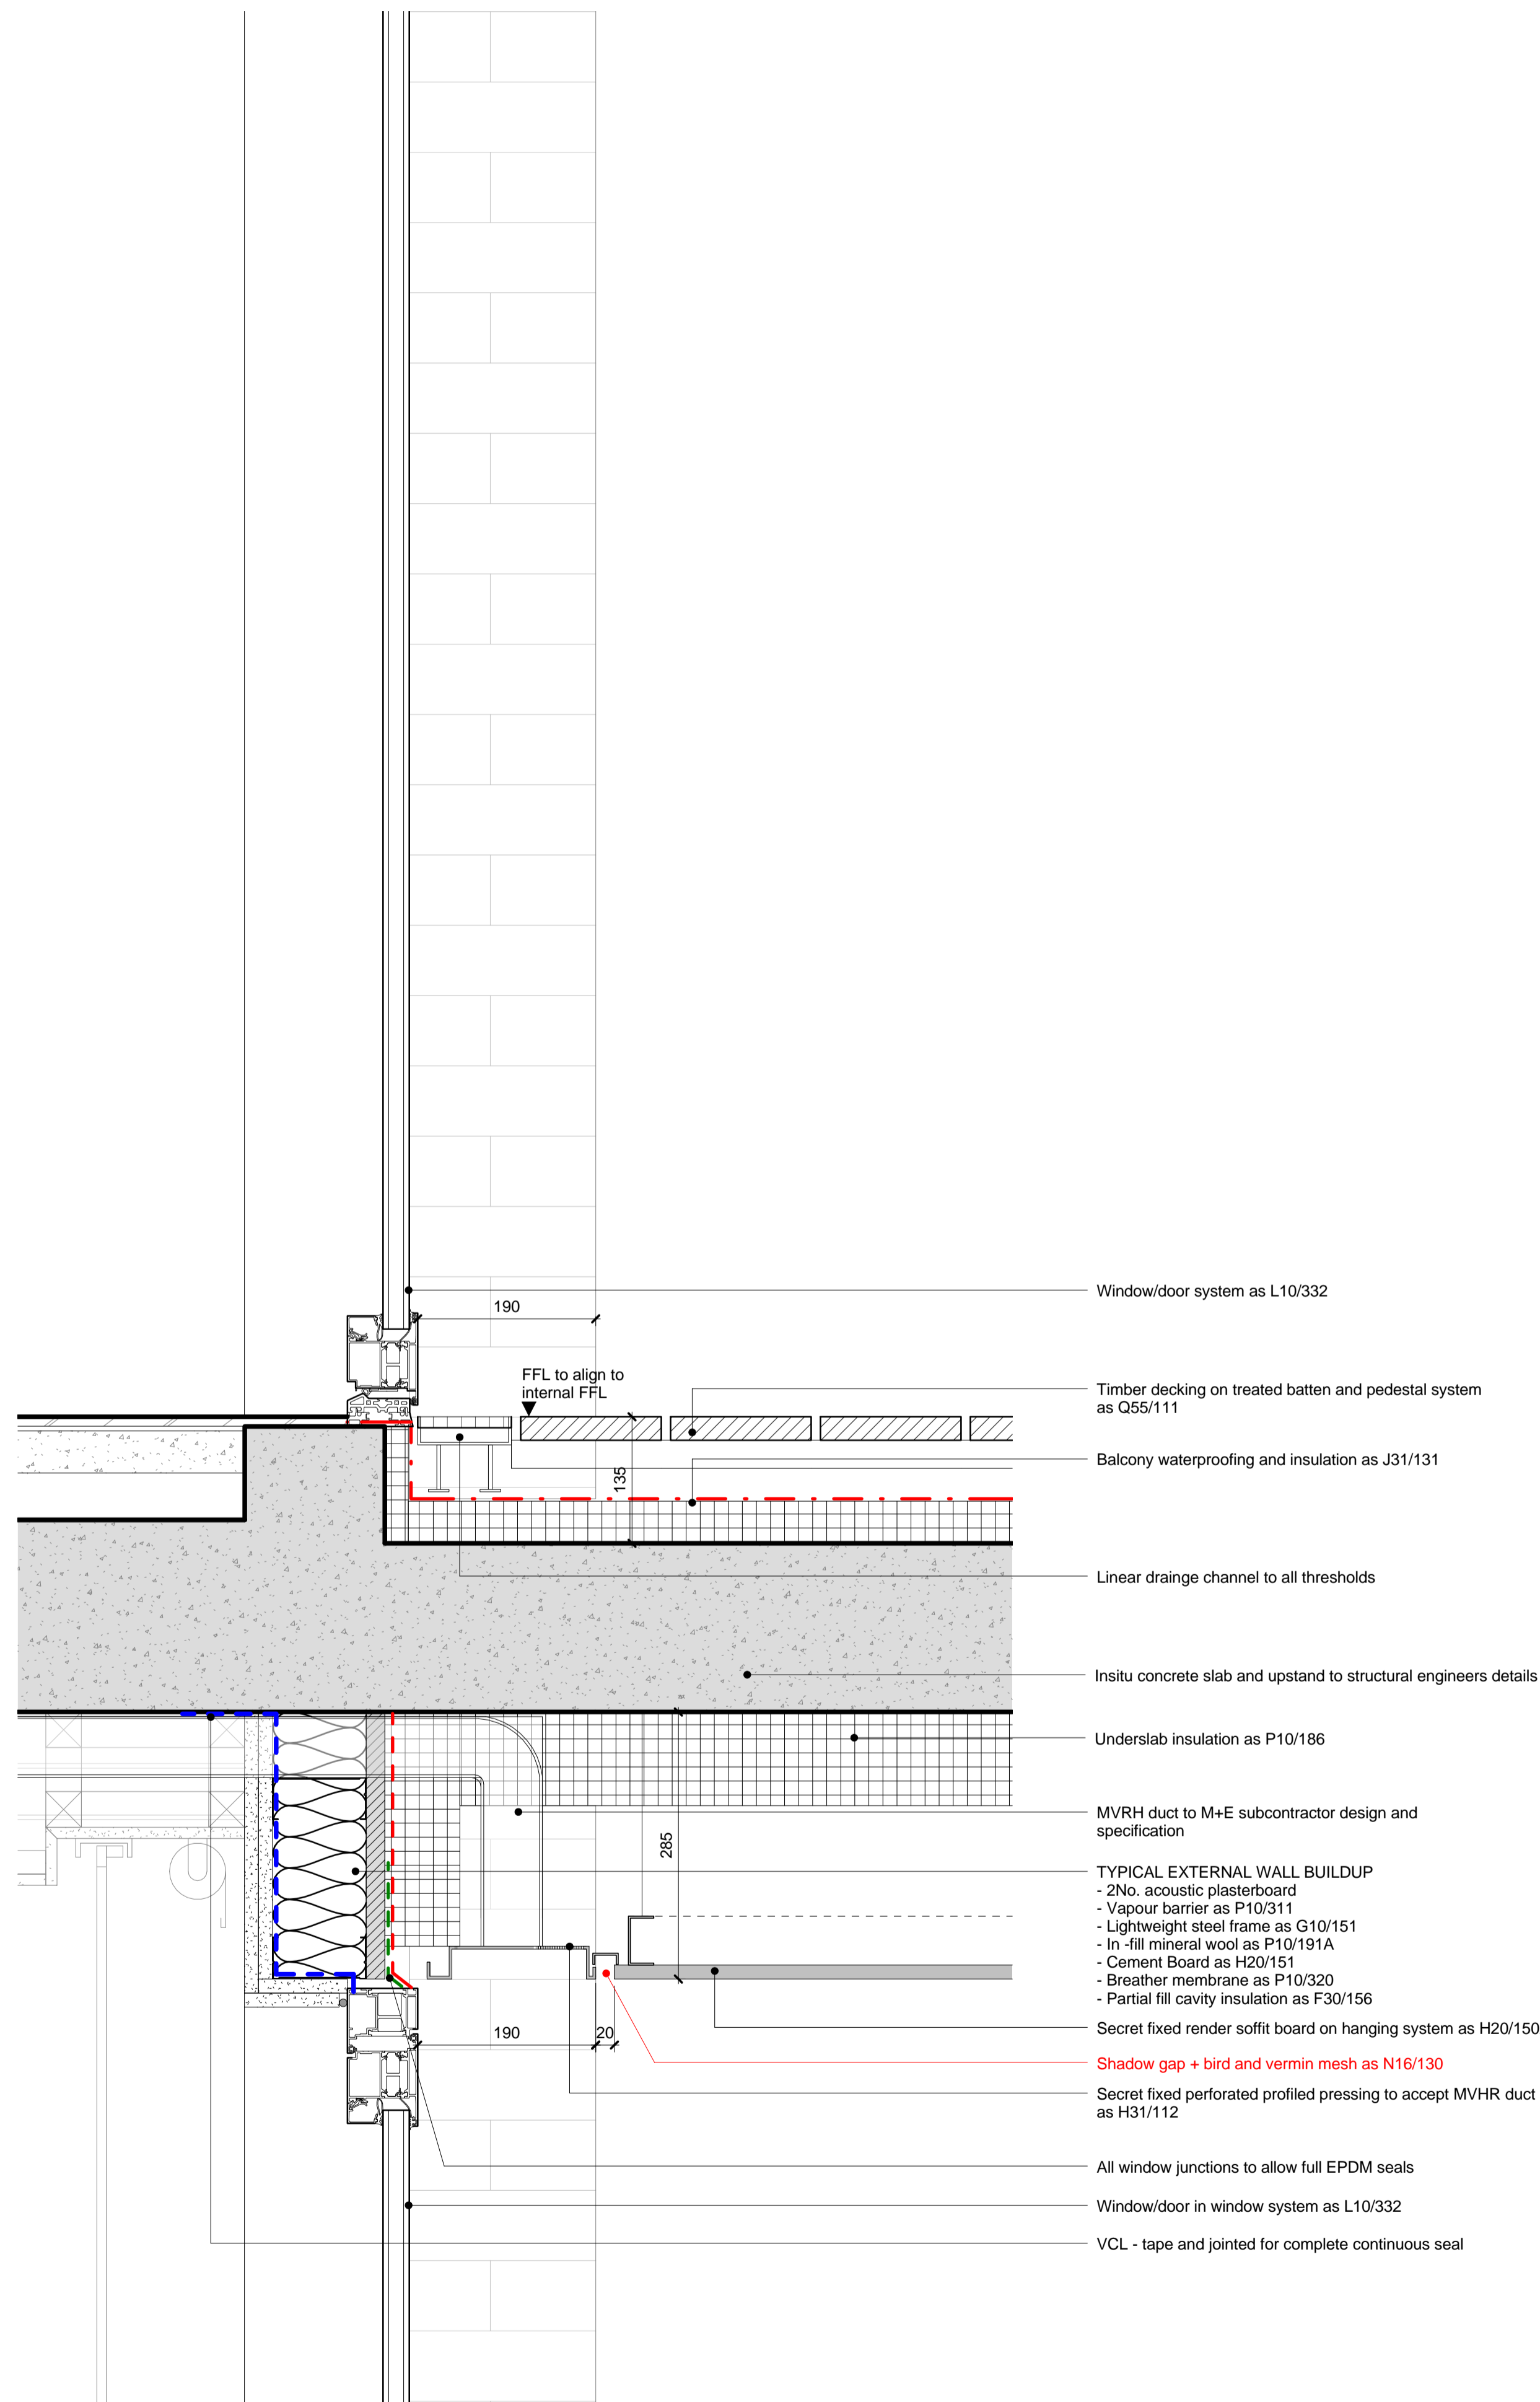 Window/door system as L10/332
190
FFL to align to
internal FFL
Timber decking on treated batten and pedestal system
as Q55/111
Balcony waterproofing and insulation as J31/131
135
Linear drainge channel to all thresholds
Insitu concrete slab and upstand to structural engineers details
Underslab insulation as P10/186
MVRH duct to M+E subcontractor design and
specification
285
TYPICAL EXTERNAL WALL BUILDUP
- 2No. acoustic plasterboard
- Vapour barrier as P10/311
- Lightweight steel frame as G10/151
- In -fill mineral wool as P10/191A
- Cement Board as H20/151
- Breather membrane as P10/320
- Partial fill cavity insulation as F30/156
Secret fixed render soffit board on hanging system as H20/150
190
20
Shadow gap + bird and vermin mesh as N16/130
Secret fixed perforated profiled pressing to accept MVHR duct
as H31/112
All window junctions to allow full EPDM seals
Window/door in window system as L10/332
VCL - tape and jointed for complete continuous seal